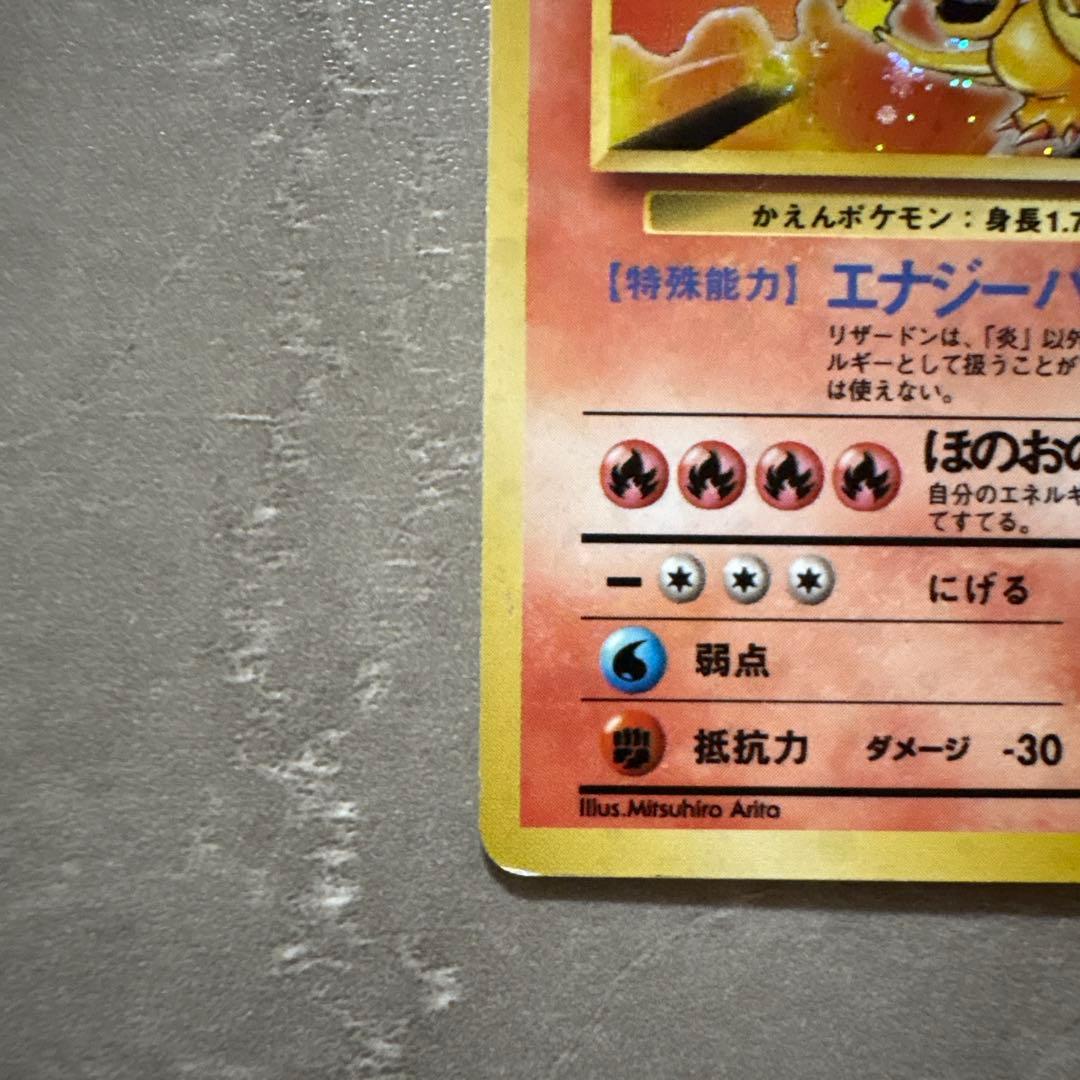 かえんポケモン：身長1.7
【特殊能力】 エナジーバ
リザードンは、「炎」以外
ルギーとして扱うことが
は使えない。
ほのおの
自分のエネルギ
てすてる。
ー にげる
弱点
抵抗力 ダメージ -30
Illus.Mitsuhiro Arita